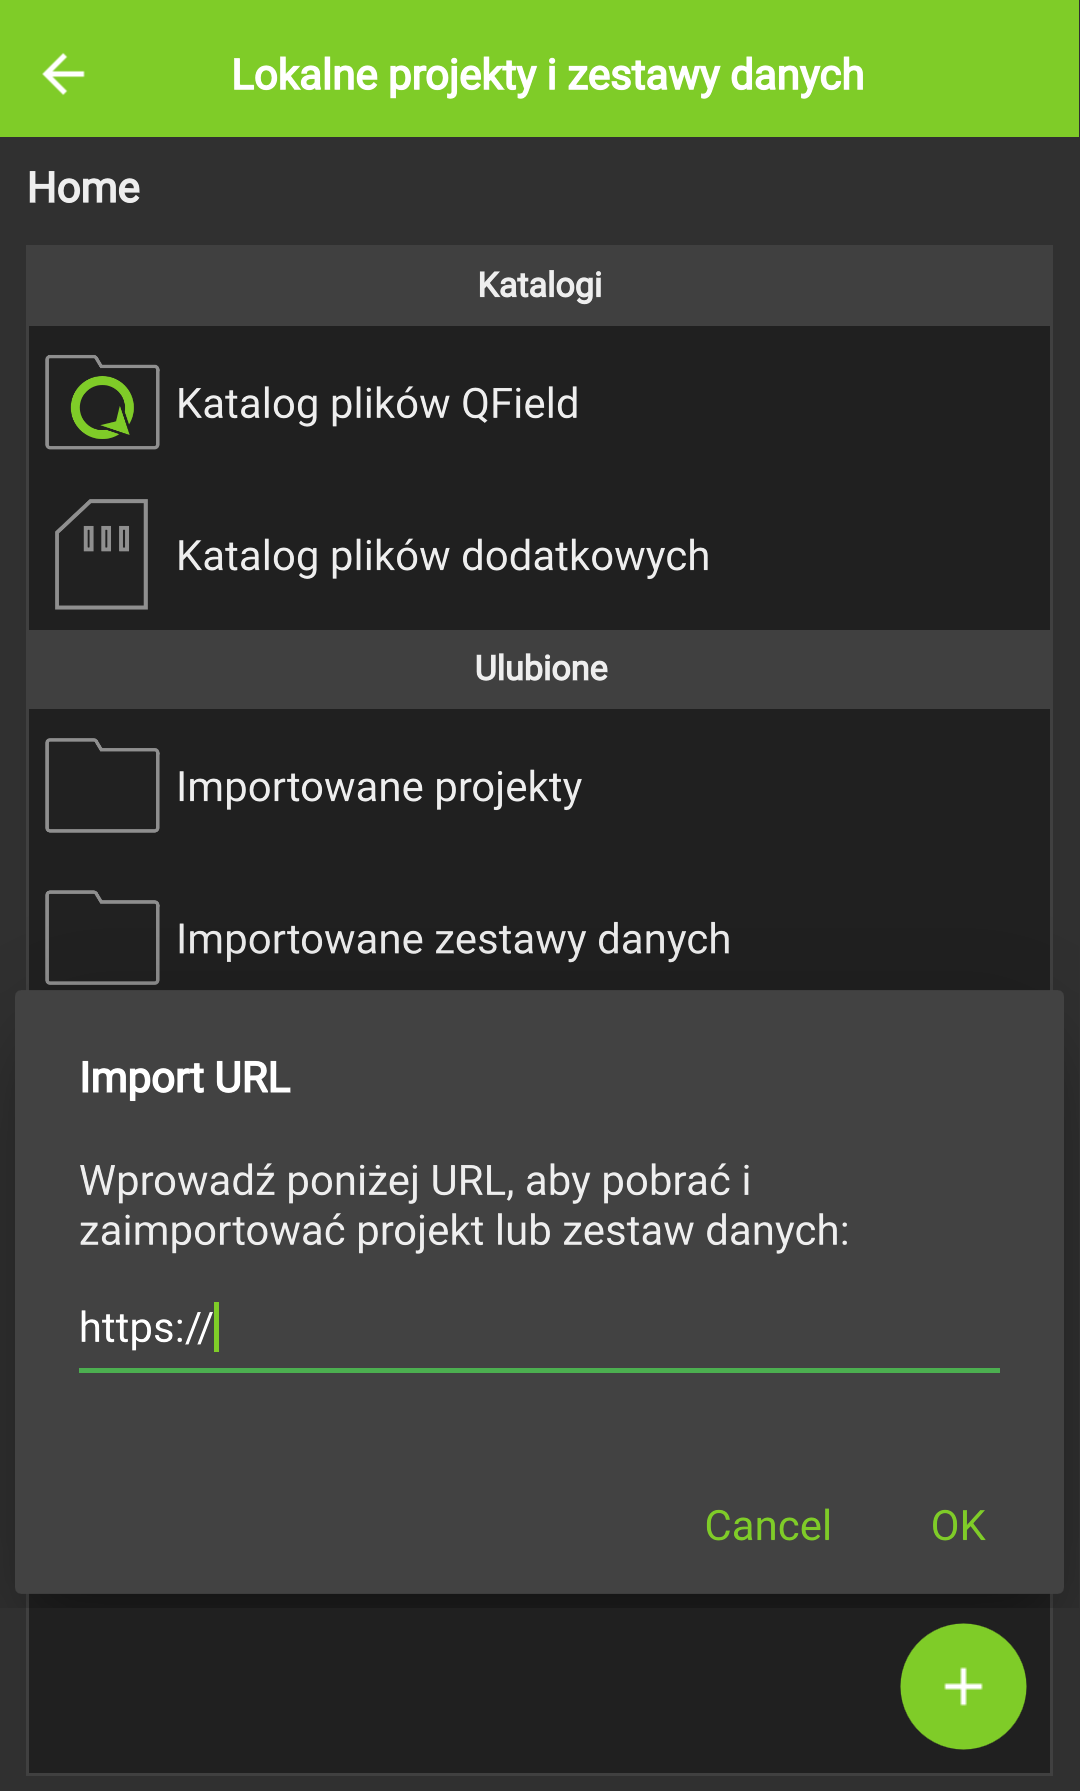 Lokalne projekty i zestawy danych
Home
Katalogi
Katalog plików QField
Katalog plików dodatkowych
Ulubione
Importowane projekty
Importowane zestawy danych
Import URL
Wprowadź poniżej URL, aby pobrać i
zaimportować projekt lub zestaw danych:
https://
Cancel
OK